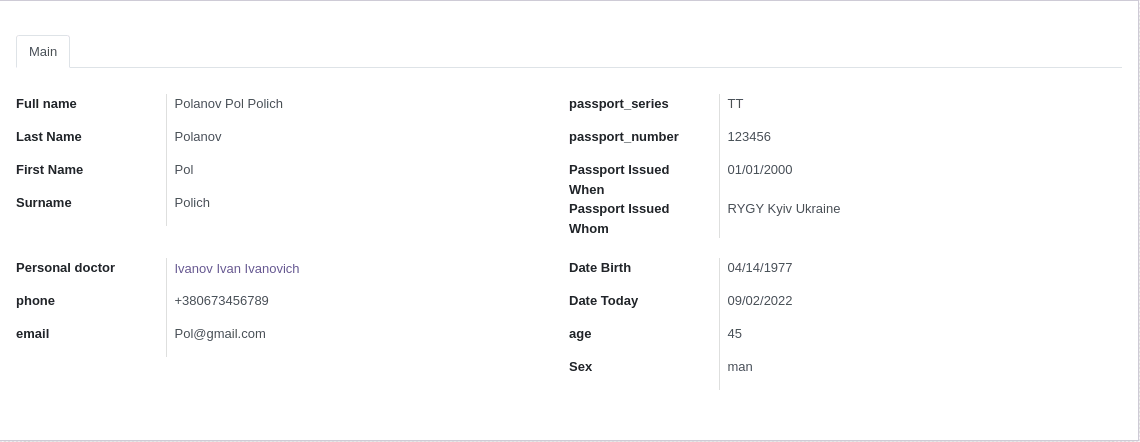 Main
Full name Polanov Pol Polich
Last Name Polanov
First Name Pol
Surname Polich
passport_series TT
passport_number 123456
Passport Issued 01/01/2000
When
Passport Issued RYGY Kyiv Ukraine
Whom
Personal doctor Ivanov Ivan Ivanovich
phone +380673456789
email Pol@gmail.com
Date Birth 04/14/1977
Date Today 09/02/2022
age 45
Sex man